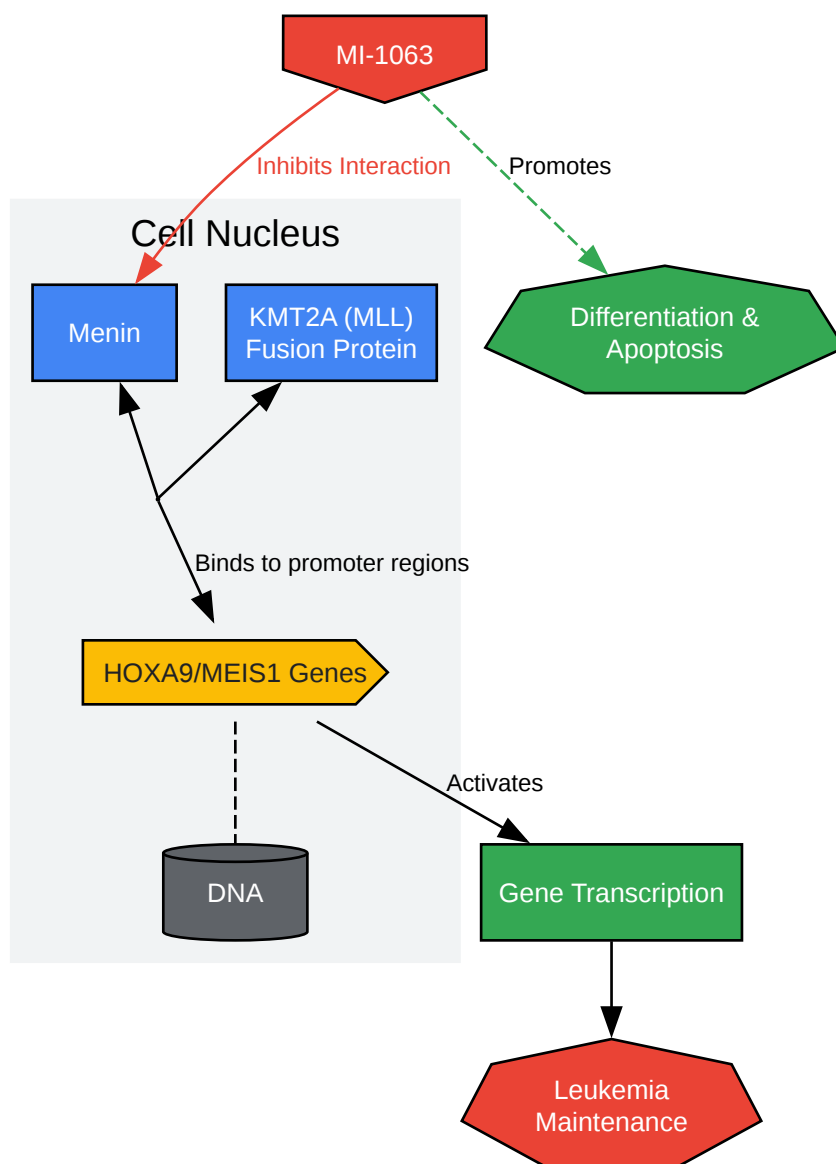 MI-1063
Inhibits Interaction
Promotes
Cell Nucleus
Menin
KMT2A (MLL)
Fusion Protein
Differentiation &
Apoptosis
Binds to promoter regions
HOXA9/MEIS1 Genes
Activates
DNA
Gene Transcription
Leukemia
Maintenance